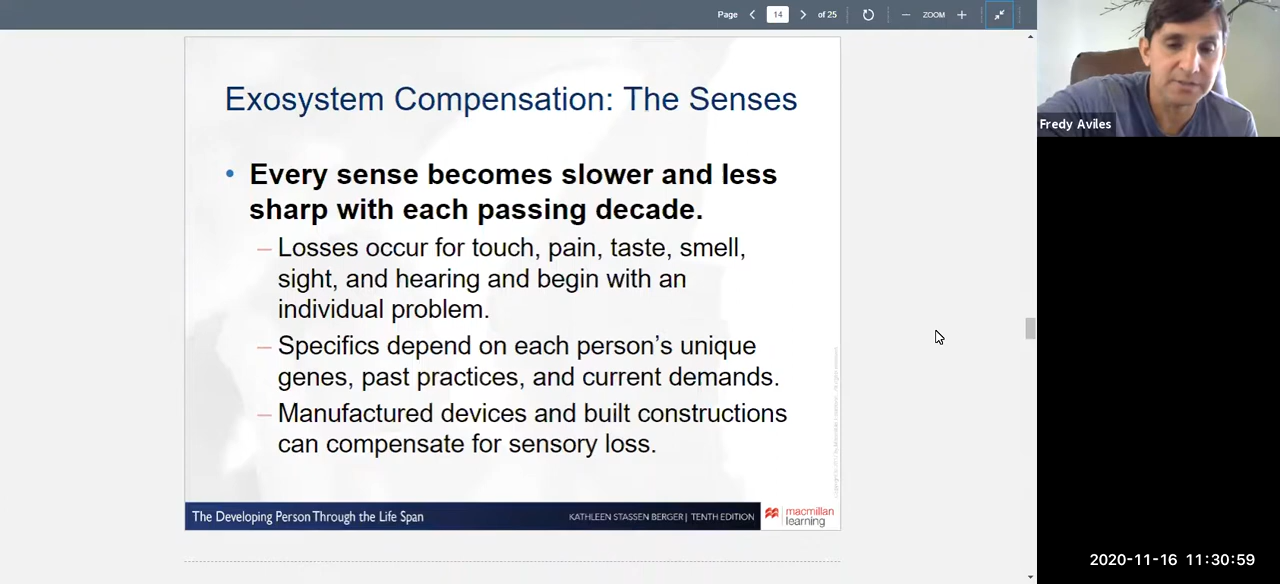 Page 14 of 25 ZOOM
Exosystem Compensation: The Senses
• Every sense becomes slower and less
sharp with each passing decade.
– Losses occur for touch, pain, taste, smell,
sight, and hearing and begin with an
individual problem.
– Specifics depend on each person’s unique
genes, past practices, and current demands.
– Manufactured devices and built constructions
can compensate for sensory loss.
The Developing Person Through the Life Span
KATHLEEN STASSEN BERGER | TENTH EDITION
macmillan
learning
Fredy Aviles
2020-11-16 11:30:59